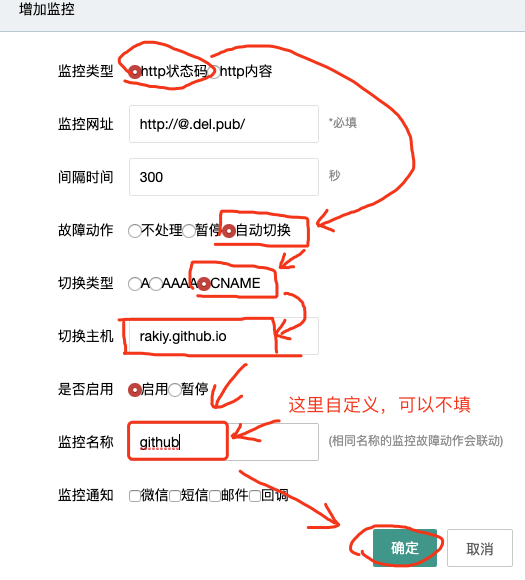 增加监控
监控类型 http状态码 http内容
监控网址 http://@.del.pub/ *必填
间隔时间 300 秒
故障动作 不处理 暂停 自动切换
切换类型 A AAAA CNAME
切换主机 rakiy.github.io
是否启用 启用 暂停
这里自定义，可以不填
监控名称 github (相同名称的监控故障动作会联动)
监控通知 微信 短信 邮件 回调
确定 取消